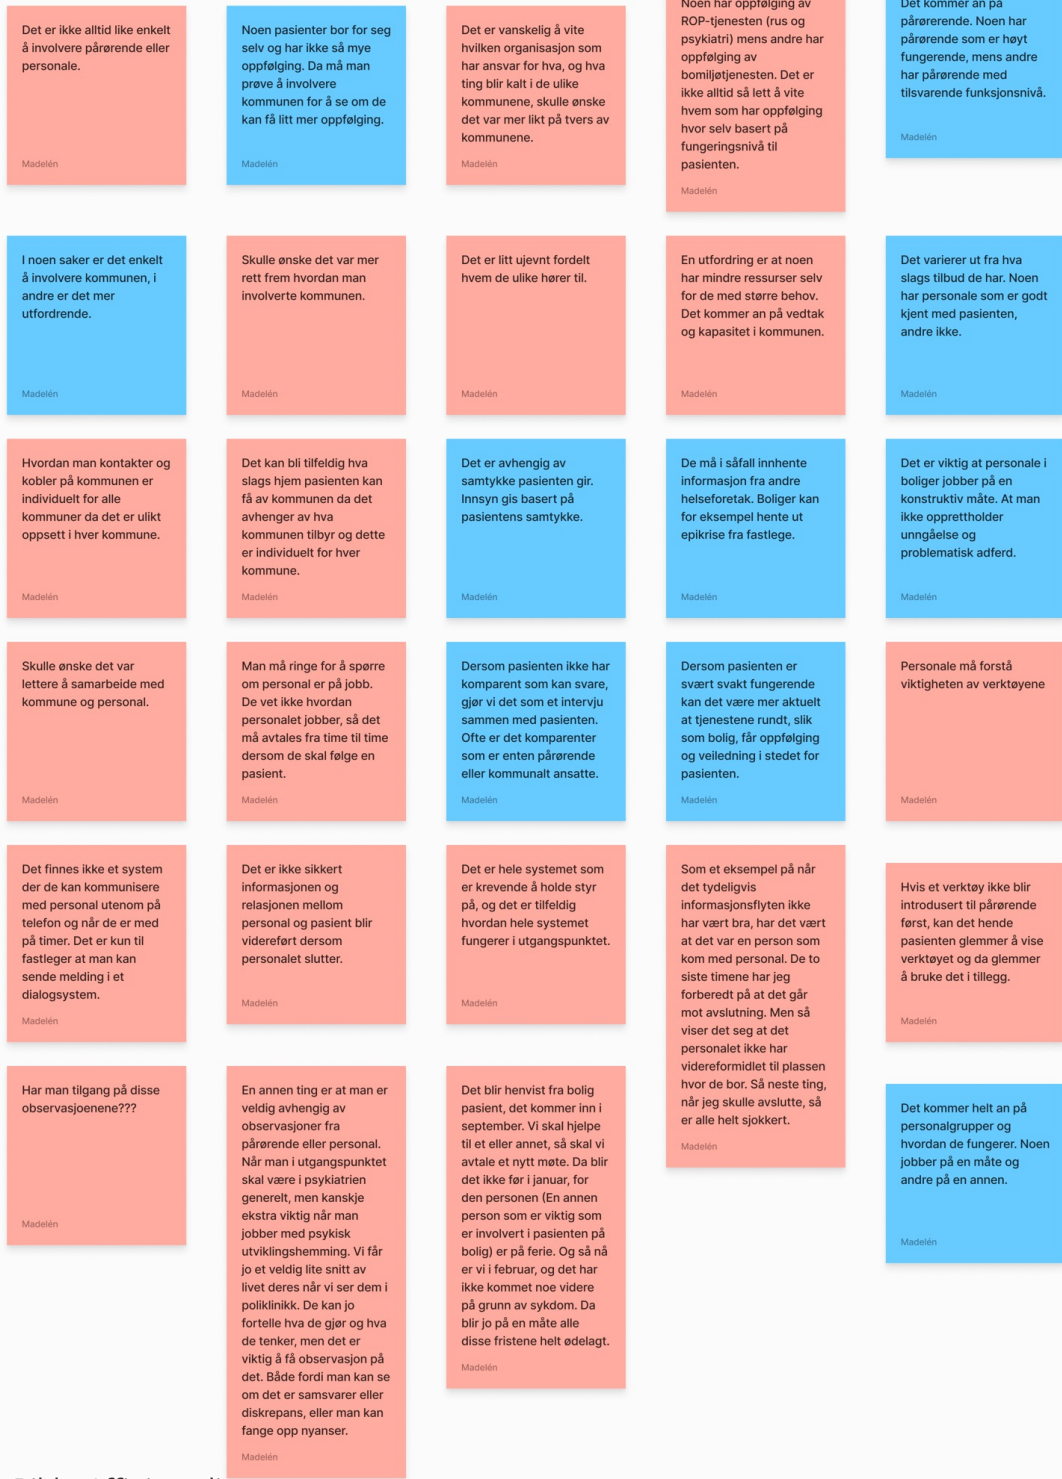 Det er ikke alltid like enkelt
å involvere pårørende eller
personale.
Madelén
Noen pasienter bor for seg
selv og har ikke så mye
oppfølging. Da må man
prøve å involvere
kommunen for å se om de
kan få litt mer oppfølging.
Madelén
Det er vanskelig å vite
hvilken organisasjon som
har ansvar for hva, og hva
ting blir kalt i de ulike
kommunene, skulle ønske
det var mer likt på tvers av
kommunene.
Madelén
Noen har oppfølging av
ROP-tjenesten (rus og
psykiatri) mens andre har
oppfølging av
bomiljøtjenesten. Det er
ikke alltid så lett å vite
hvem som har oppfølging
hvor selv basert på
fungeringsnivå til
pasienten.
Madelén
Det kommer an på
pårørerende. Noen har
pårørende som er høyt
fungerende, mens andre
har pårørende med
tilsvarende funksjonsnivå.
Madelén
I noen saker er det enkelt
å involvere kommunen, i
andre er det mer
utfordrende.
Madelén
Skulle ønske det var mer
rett frem hvordan man
involverte kommunen.
Madelén
Det er litt ujevnt fordelt
hvem de ulike hører til.
Madelén
En utfordring er at noen
har mindre ressurser selv
for de med større behov.
Det kommer an på vedtak
og kapasitet i kommunen.
Madelén
Det varierer ut fra hva
slags tilbud de har. Noen
har personale som er godt
kjent med pasienten,
andre ikke.
Madelén
Hvordan man kontakter og
kobler på kommunen er
individuelt for alle
kommuner da det er ulikt
oppsett i hver kommune.
Madelén
Det kan bli tilfeldig hva
slags hjem pasienten kan
få av kommunen da det
avhenger av hva
kommunen tilbyr og dette
er individuelt for hver
kommune.
Madelén
Det er avhengig av
samtykke pasienten gir.
Innsyn gis basert på
pasientens samtykke.
Madelén
De må i såfall innhente
informasjon fra andre
helseforetak. Boliger kan
for eksempel hente ut
epikrise fra fastlege.
Madelén
Det er viktig at personale i
boliger jobber på en
konstruktiv måte. At man
ikke opprettholder
unngåelse og
problematisk adferd.
Madelén
Skulle ønske det var
lettere å samarbeide med
kommune og personal.
Madelén
Man må ringe for å spørre
om personal er på jobb.
De vet ikke hvordan
personalet jobber, så det
må avtales fra time til time
dersom de skal følge en
pasient.
Madelén
Dersom pasienten ikke har
komparent som kan svare,
gjør vi det som et intervju
sammen med pasienten.
Ofte er det komparenter
som er enten pårørende
eller kommunalt ansatte.
Madelén
Dersom pasienten er
svært svakt fungerende
kan det være mer aktuelt
at tjenestene rundt, slik
som bolig, får oppfølging
og veiledning i stedet for
pasienten.
Madelén
Personale må forstå
viktigheten av verktøyene
Madelén
Det finnes ikke et system
der de kan kommunisere
med personal utenom på
telefon og når de er med
på timer. Det er kun til
fastleger at man kan
sende melding i et
dialogsystem.
Madelén
Det er ikke sikkert
informasjonen og
relasjonen mellom
personal og pasient blir
videreført dersom
personalet slutter.
Madelén
Det er hele systemet som
er krevende å holde styr
på, og det er tilfeldig
hvordan hele systemet
fungerer i utgangspunktet.
Madelén
Som et eksempel på når
det tydeligvis
informasjonsflyten ikke
har vært bra, har det vært
at det var en person som
kom med personal. De to
siste timene har jeg
forberedt på at det går
mot avslutning. Men så
viser det seg at det
personalet ikke har
videreformidlet til plassen
hvor de bor. Så neste ting,
når jeg skulle avslutte, så
er alle helt sjokkert.
Madelén
Hvis et verktøy ikke blir
introdusert til pårørende
først, kan det hende
pasienten glemmer å vise
verktøyet og da glemmer
å bruke det i tillegg.
Madelén
Har man tilgang på disse
observasjoenene???
Madelén
En annen ting er at man er
veldig avhengig av
observasjoner fra
pårørende eller personal.
Når man i utgangspunktet
skal være i psykiatrien
generelt, men kanskje
ekstra viktig når man
jobber med psykisk
utviklingshemming. Vi får
jo et veldig lite snitt av
livet deres når vi ser dem i
poliklinikk. De kan jo
fortelle hva de gjør og hva
de tenker, men det er
viktig å få observasjon på
det. Både fordi man kan se
om det er samsvarer eller
diskrepans, eller man kan
fange opp nyanser.
Madelén
Det blir henvist fra bolig
pasient, det kommer inn i
september. Vi skal hjelpe
til et eller annet, så skal vi
avtale et nytt møte. Da blir
det ikke før i januar, for
den personen (En annen
person som er viktig som
er involvert i pasienten på
bolig) er på ferie. Og så nå
er vi i februar, og det har
ikke kommet noe videre
på grunn av sykdom. Da
blir jo på en måte alle
disse fristene helt ødelagt.
Madelén
Det kommer helt an på
personalgrupper og
hvordan de fungerer. Noen
jobber på en måte og
andre på en annen.
Madelén